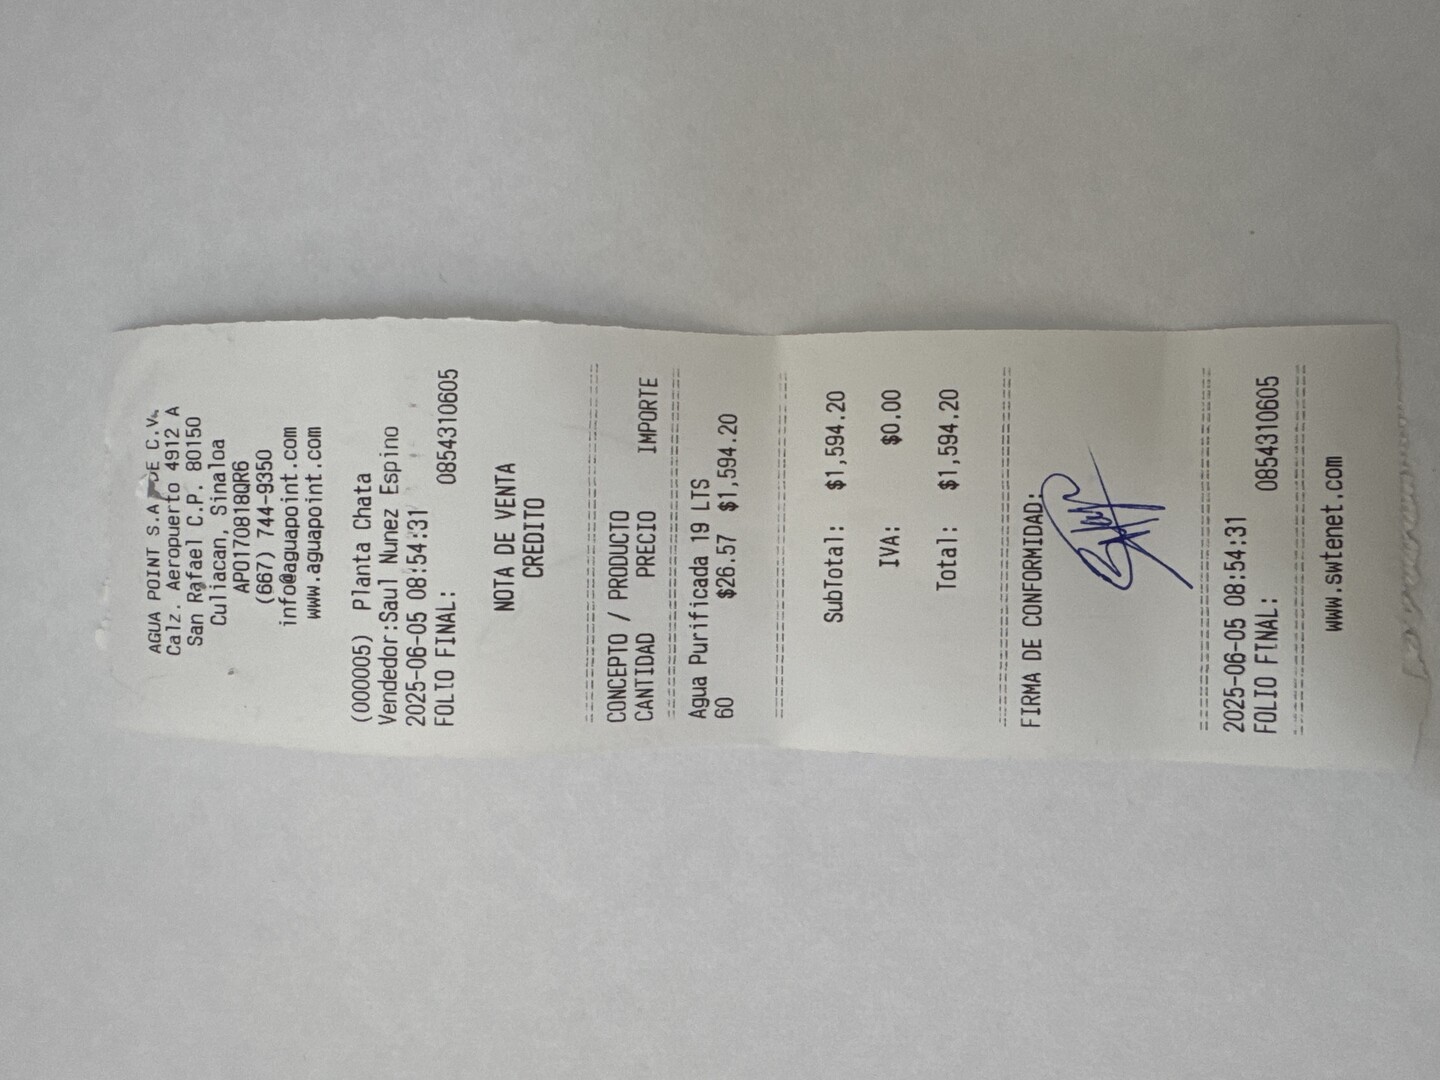 AGUA POINT S.A. DE C.V.
Calz. Aeropuerto 4912 A
San Rafael C.P. 80150
Culiacan, Sinaloa
APO170818QR6
(667) 744-9350
info@aguapoint.com
www.aguapoint.com
(000005) Planta Chata
Vendedor:Saul Nunez Espino
2025-06-05 08:54:31
FOLIO FINAL: 0854310605
NOTA DE VENTA
CREDITO
CONCEPTO / PRODUCTO
CANTIDAD PRECIO IMPORTE
Agua Purificada 19 LTS
60 $26.57 $1,594.20
SubTotal: $1,594.20
IVA: $0.00
Total: $1,594.20
FIRMA DE CONFORMIDAD:
2025-06-05 08:54:31
FOLIO FINAL: 0854310605
www.swtenet.com